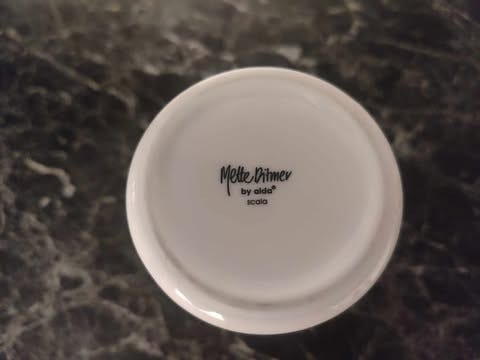 Mette Ditmer
by aida®
scala